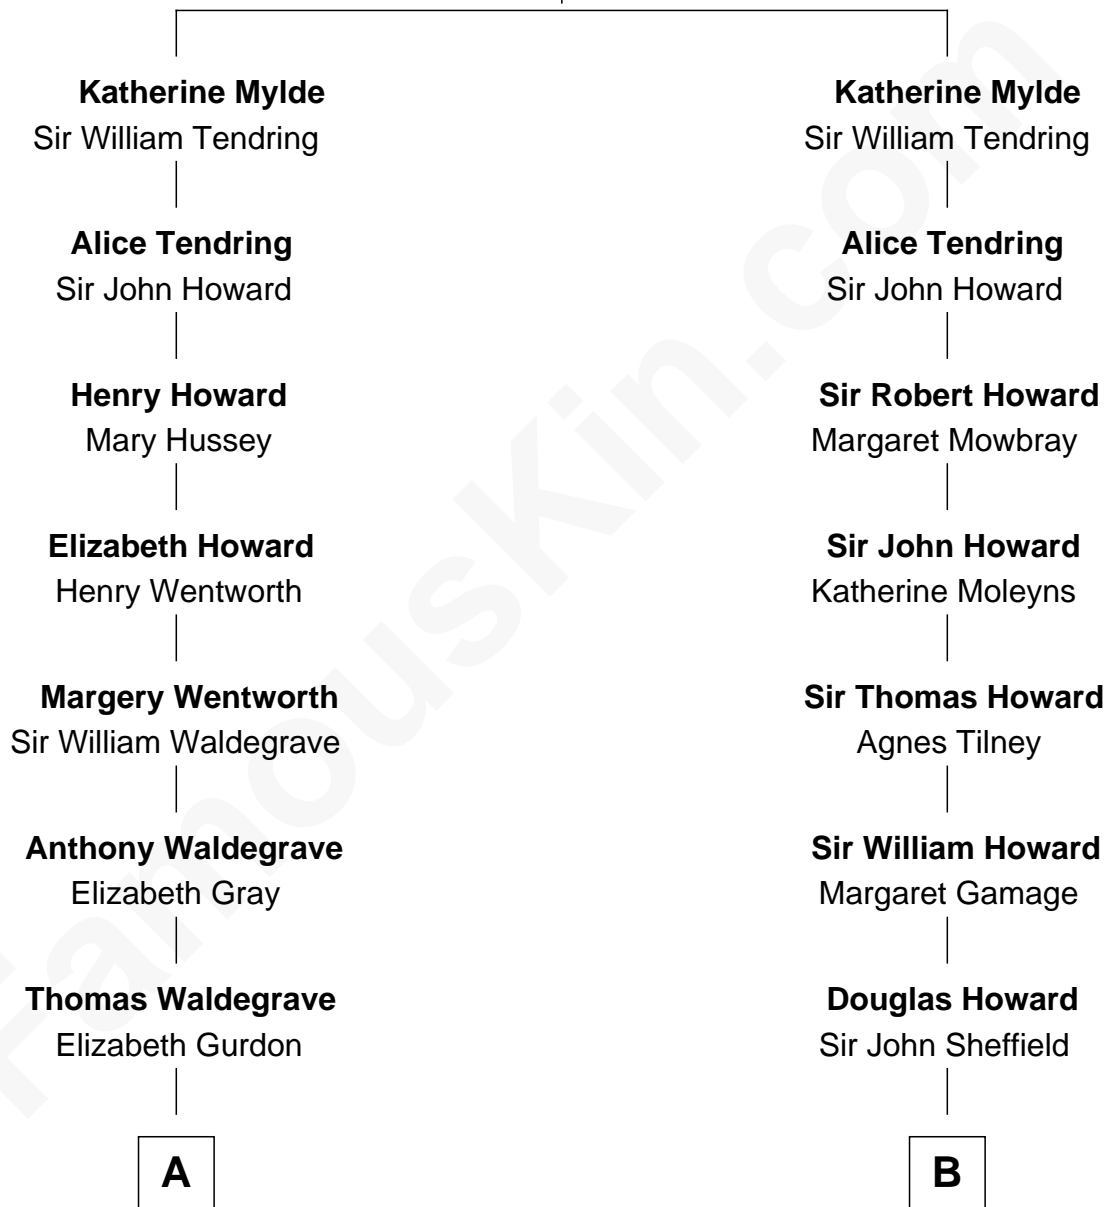 Katherine Mylde
Sir William Tendring
Alice Tendring
Sir John Howard
Henry Howard
Mary Hussey
Elizabeth Howard
Henry Wentworth
Margery Wentworth
Sir William Waldegrave
Anthony Waldegrave
Elizabeth Gray
Thomas Waldegrave
Elizabeth Gurdon
A
Katherine Mylde
Sir William Tendring
Alice Tendring
Sir John Howard
Sir Robert Howard
Margaret Mowbray
Sir John Howard
Katherine Moleyns
Sir Thomas Howard
Agnes Tilney
Sir William Howard
Margaret Gamage
Douglas Howard
Sir John Sheffield
B
FamousKin.com